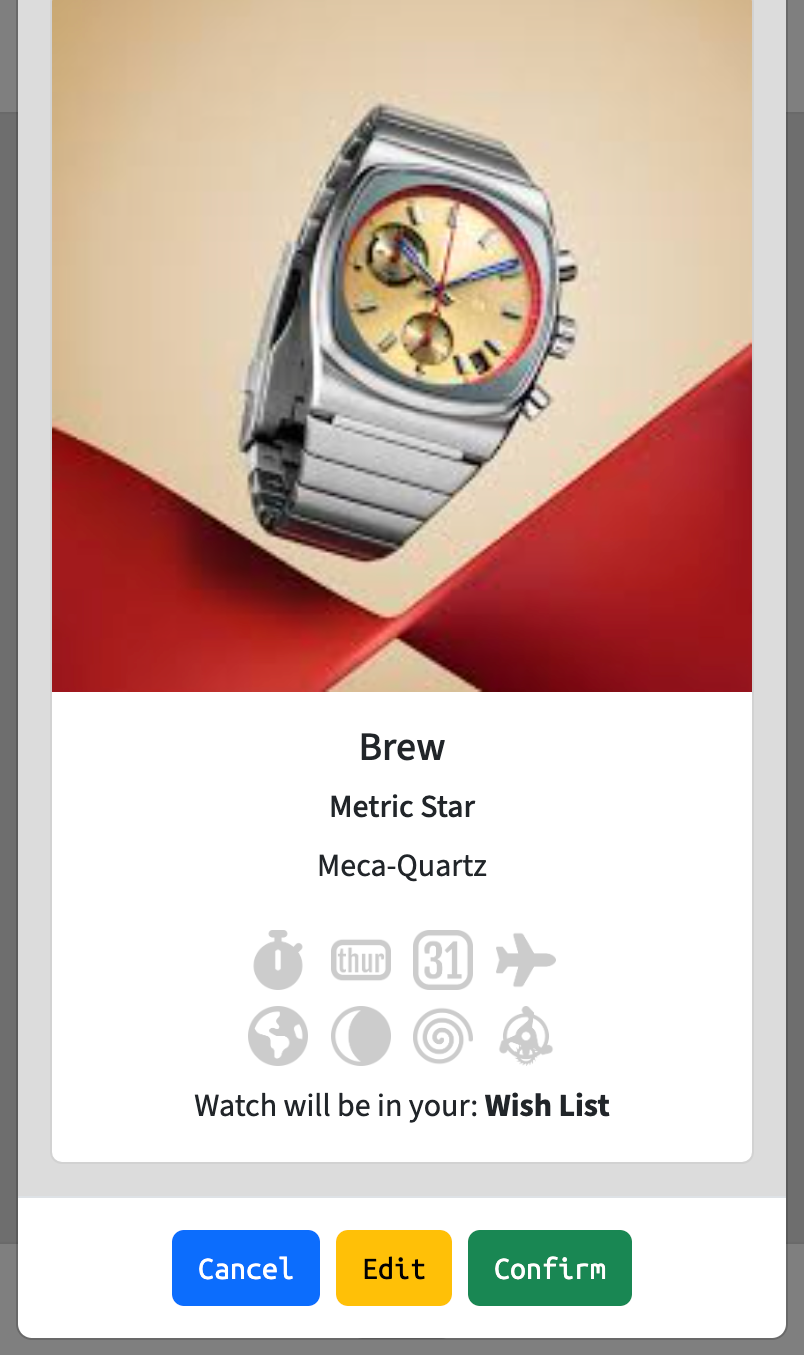 Brew
Metric Star
Meca-Quartz
thur 31
Watch will be in your: Wish List
Cancel Edit Confirm